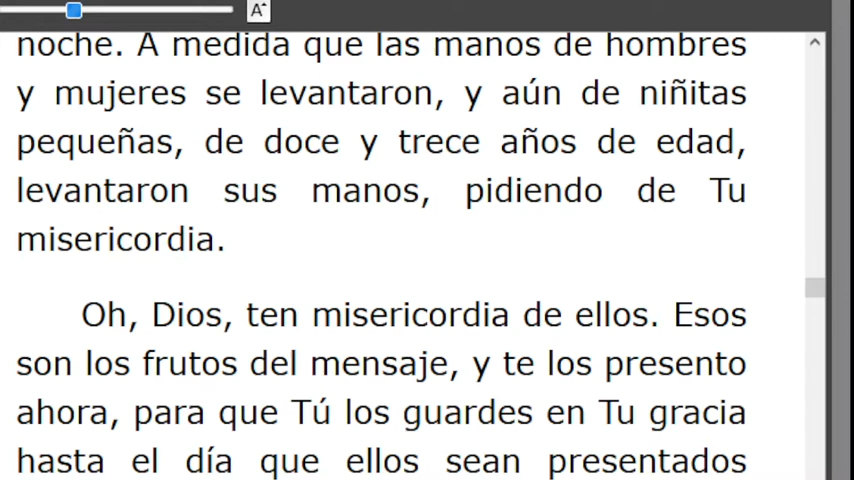 A
noche. A medida que las manos de hombres
y mujeres se levantaron, y aún de niñitas
pequeñas, de doce y trece años de edad,
levantaron sus manos, pidiendo de Tu
misericordia.
Oh, Dios, ten misericordia de ellos. Esos
son los frutos del mensaje, y te los presento
ahora, para que Tú los guardes en Tu gracia
hasta el día que ellos sean presentados